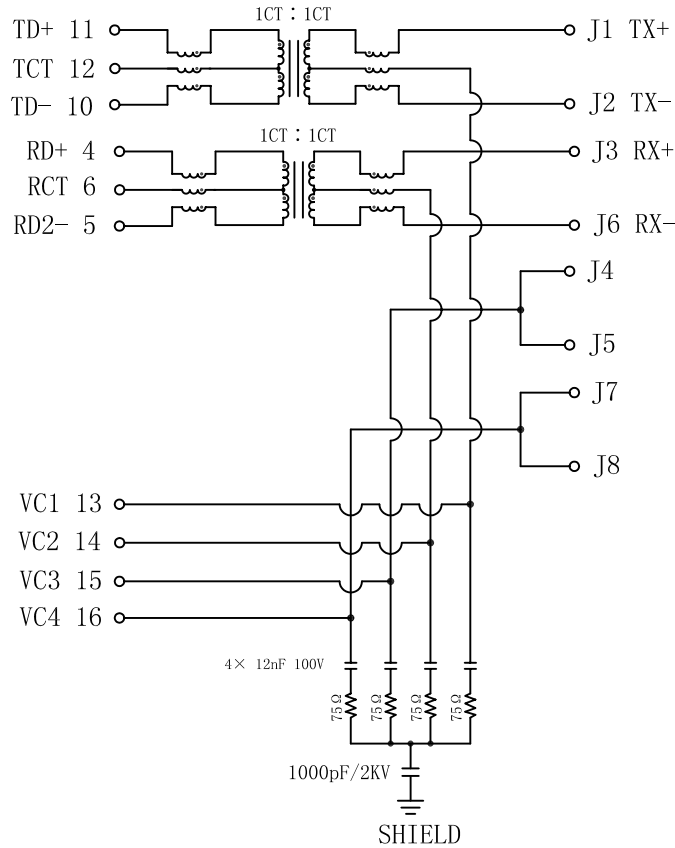 1CT : 1CT
TD+ 11
J1 TX+
TCT 12
TD- 10
J2 TX-
1CT : 1CT
RD+ 4
J3 RX+
RCT 6
RD2- 5
J6 RX-
J4
J5
J7
J8
VC1 13
VC2 14
VC3 15
VC4 16
4× 12nF 100V
75Ω
75Ω
75Ω
75Ω
1000pF/2KV
SHIELD